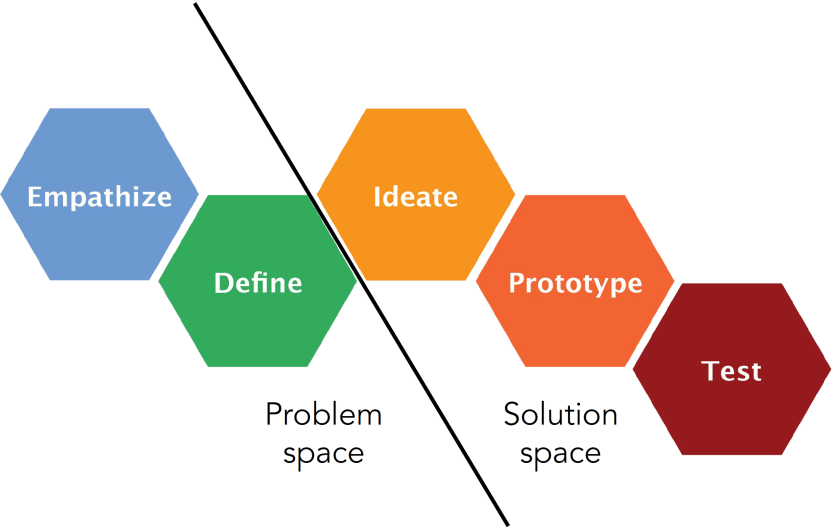 Empathize
Define
Ideate
Prototype
Test
Problem
space
Solution
space